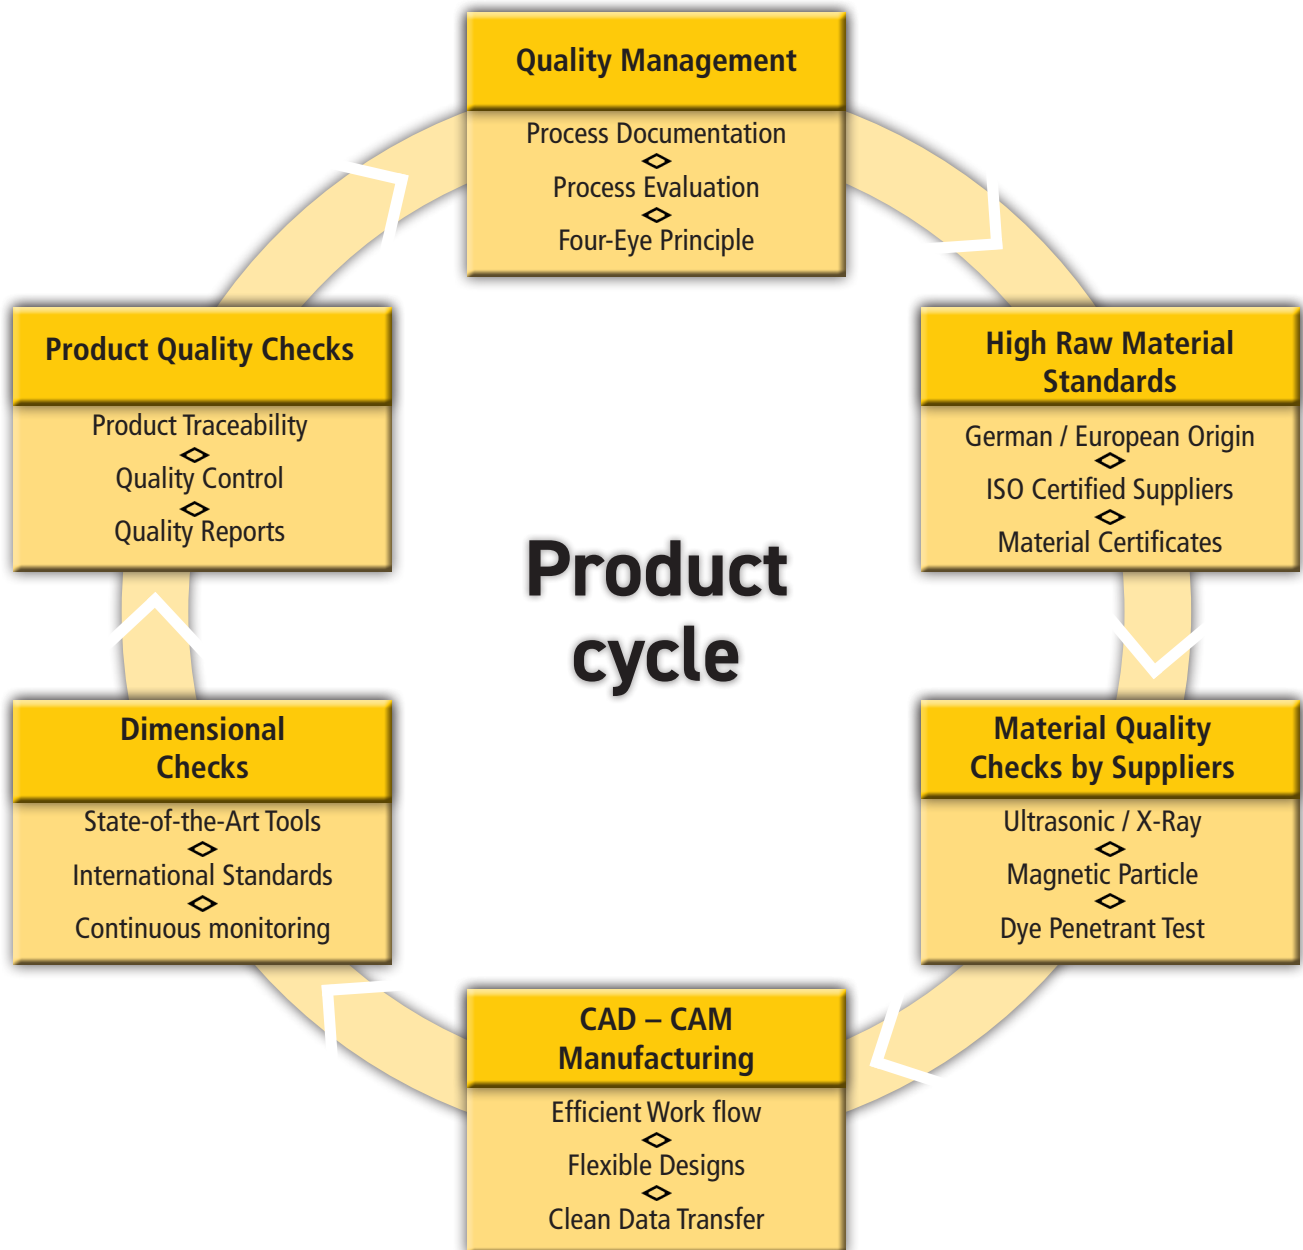 Quality Management
Process Documentation
Process Evaluation
Four-Eye Principle
High Raw Material
Standards
German / European Origin
ISO Certified Suppliers
Material Certificates
Material Quality
Checks by Suppliers
Ultrasonic / X-Ray
Magnetic Particle
Dye Penetrant Test
CAD – CAM
Manufacturing
Efficient Work flow
Flexible Designs
Clean Data Transfer
Dimensional
Checks
State-of-the-Art Tools
International Standards
Continuous monitoring
Product Quality Checks
Product Traceability
Quality Control
Quality Reports
Product
cycle